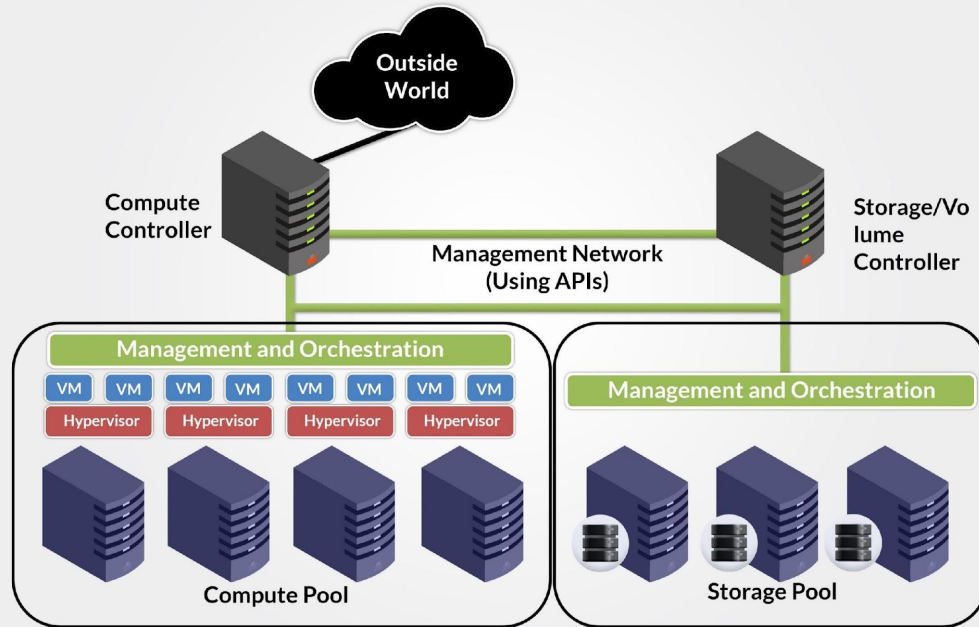 Outside
World
Compute
Controller
Storage/Vo
lume
Controller
Management Network
(Using APIs)
Management and Orchestration
VM VM VM VM VM VM VM VM
Hypervisor Hypervisor Hypervisor Hypervisor
Compute Pool
Management and Orchestration
Storage Pool